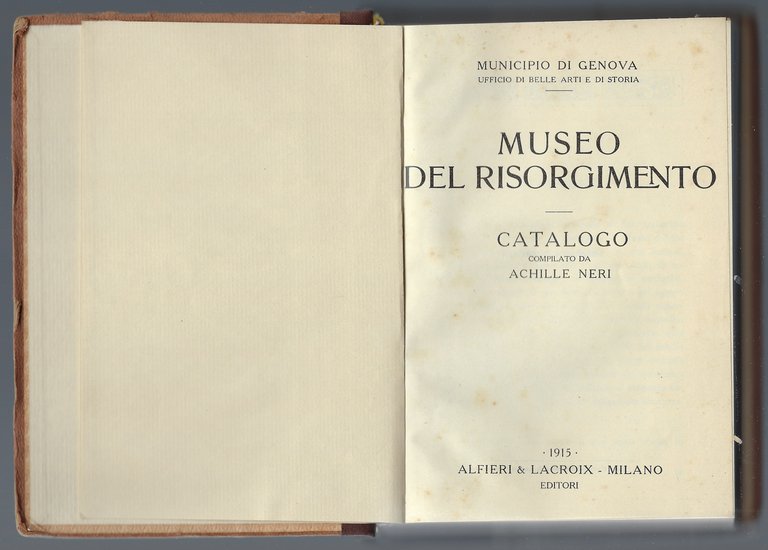 MUNICIPIO DI GENOVA
UFFICIO DI BELLE ARTI E DI STORIA
MUSEO
DEL RISORGIMENTO
CATALOGO
COMPILATO DA
ACHILLE NERI
· 1915 ·
ALFIERI & LACROIX - MILANO
EDITORI